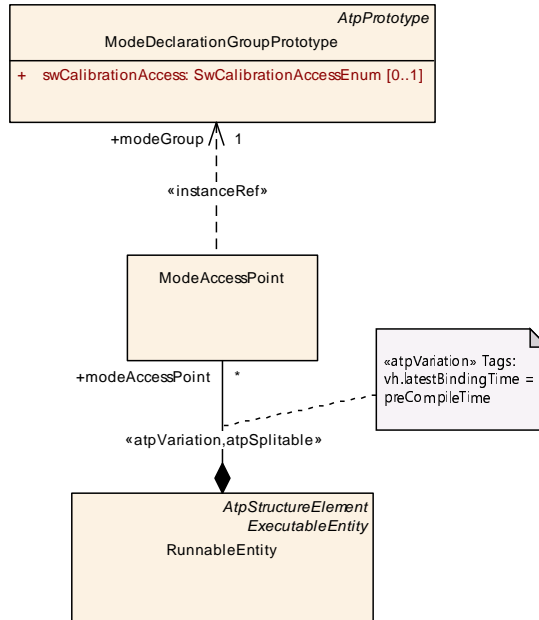 AtpPrototype
ModeDeclarationGroupPrototype
+ swCalibrationAccess: SwCalibrationAccessEnum [0..1]
+modeGroup 1
«instanceRef»
ModeAccessPoint
«atpVariation» Tags:
vh.latestBindingTime =
preCompileTime
+modeAccessPoint *
«atpVariation,atpSplitable»
AtpStructureElement
ExecutableEntity
RunnableEntity